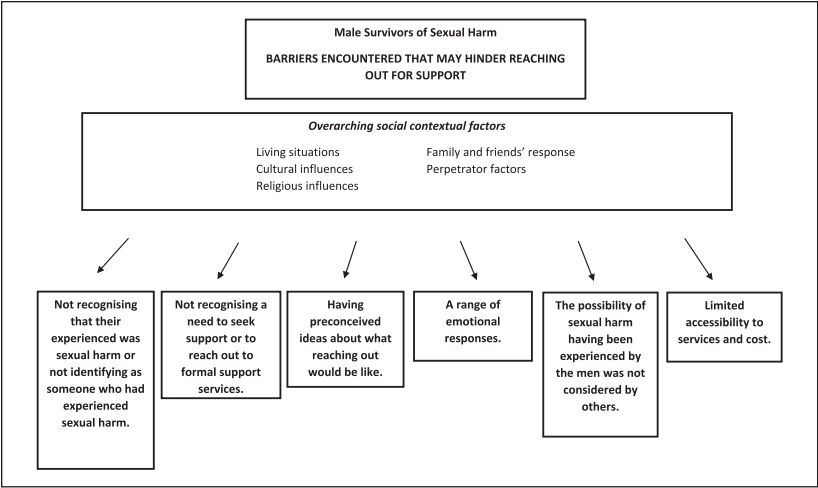 Male Survivors of Sexual Harm
BARRIERS ENCOUNTERED THAT MAY HINDER REACHING
OUT FOR SUPPORT
Overarching social contextual factors
Living situations
Cultural influences
Religious influences
Family and friends' response
Perpetrator factors
Not recognising
that their
experienced was
sexual harm or
not identifying as
someone who had
experienced
sexual harm.
Not recognising a
need to seek
support or to
reach out to
formal support
services.
Having
preconceived
ideas about what
reaching out
would be like.
A range of
emotional
responses.
The possibility of
sexual harm
having been
experienced by
the men was not
considered by
others.
Limited
accessibility to
services and cost.